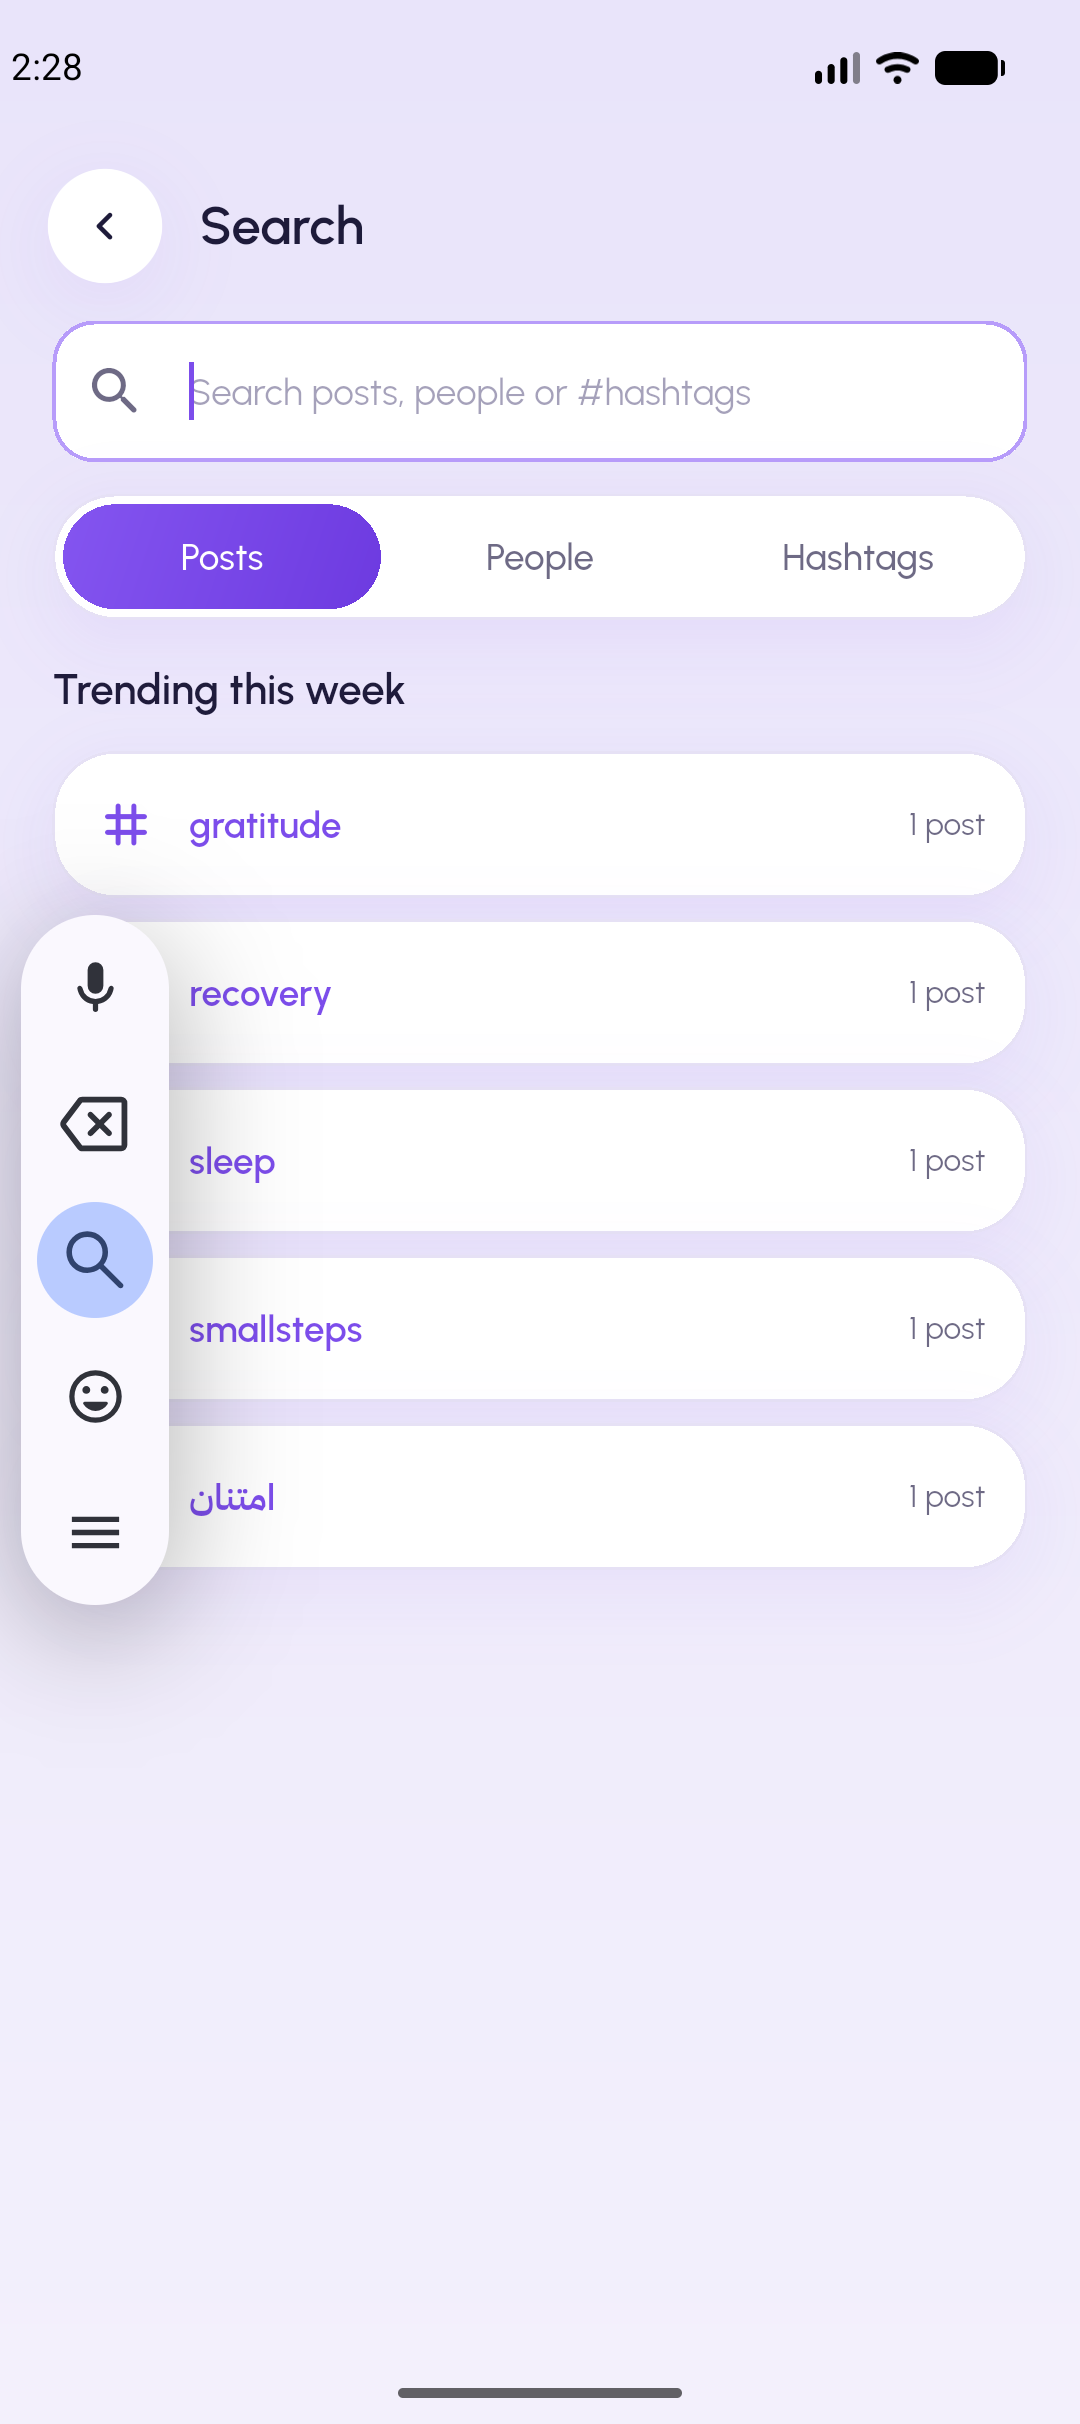 2:28
Search
Search posts, people or #hashtags
Posts People Hashtags
Trending this week
gratitude 1 post
recovery 1 post
sleep 1 post
smallsteps 1 post
امتنان 1 post